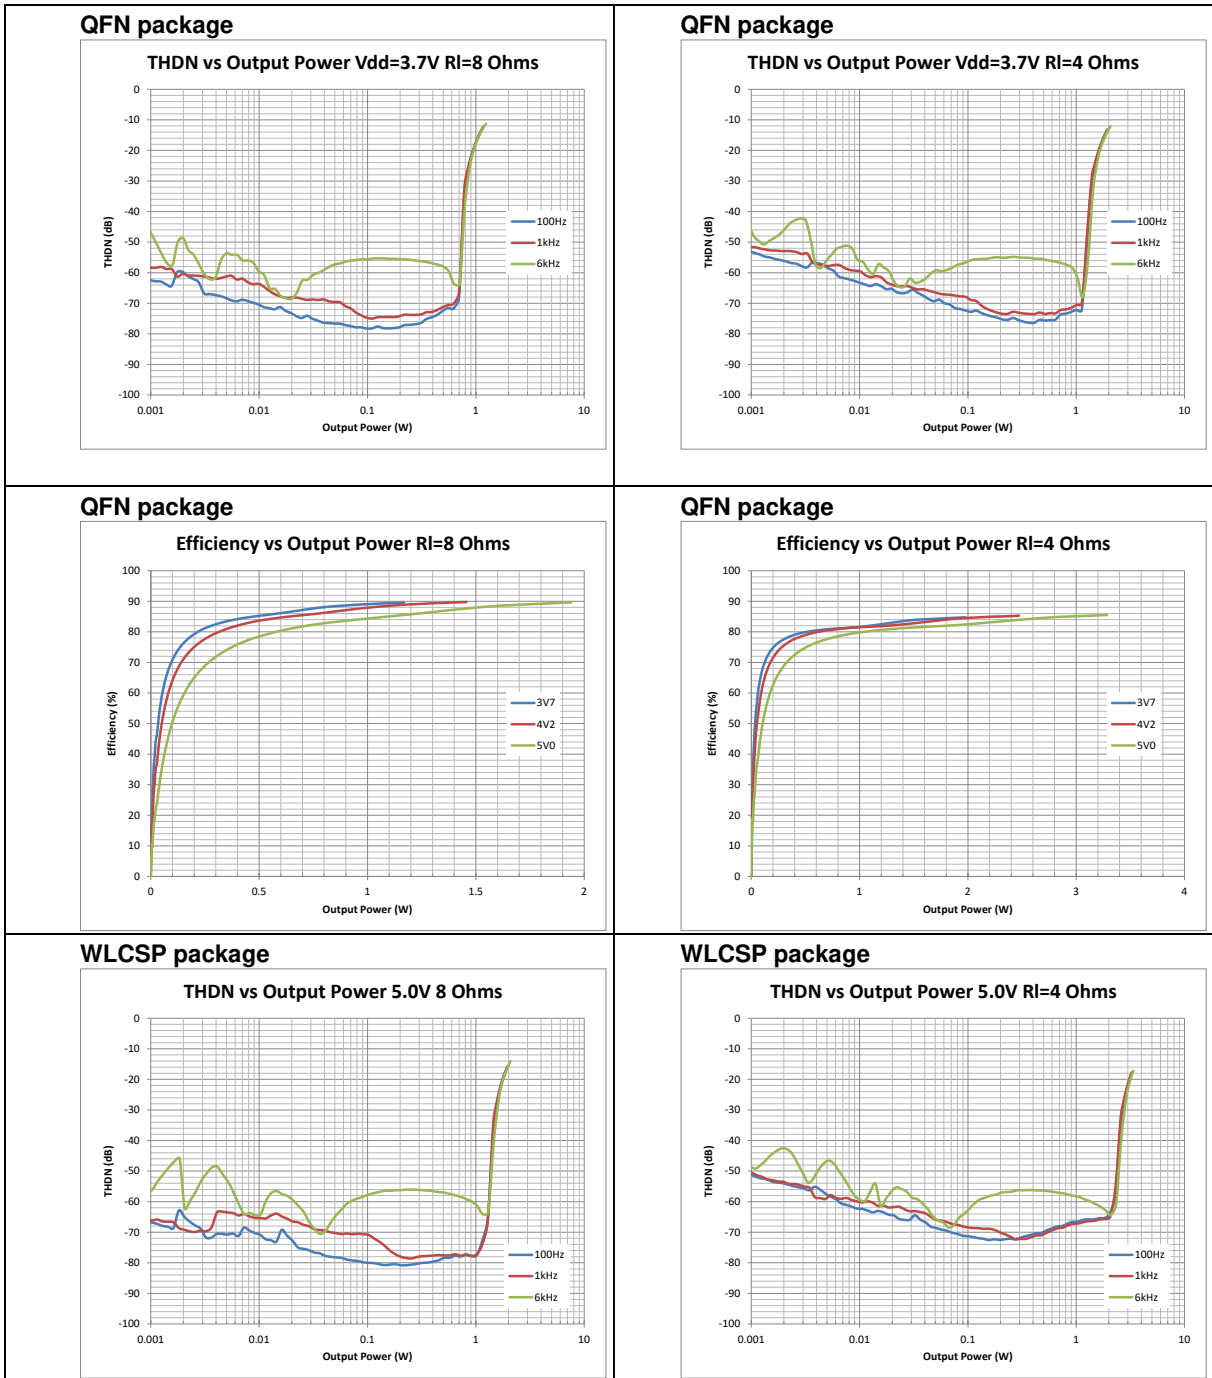 QFN package
THDN vs Output Power Vdd=3.7V Rl=8 Ohms
0
-10
-20
-30
-40
-50
-60
-70
-80
-90
-100
THDN (dB)
100Hz
1kHz
6kHz
0.001 0.01 0.1 1 10
Output Power (W)
QFN package
THDN vs Output Power Vdd=3.7V Rl=4 Ohms
0
-10
-20
-30
-40
-50
-60
-70
-80
-90
-100
THDN (dB)
100Hz
1kHz
6kHz
0.001 0.01 0.1 1 10
Output Power (W)
QFN package
Efficiency vs Output Power Rl=8 Ohms
100
90
80
70
60
50
40
30
20
10
0
Efficiency (%)
3V7
4V2
5V0
0 0.5 1 1.5 2
Output Power (W)
QFN package
Efficiency vs Output Power Rl=4 Ohms
100
90
80
70
60
50
40
30
20
10
0
Efficiency (%)
3V7
4V2
5V0
0 1 2 3 4
Output Power (W)
WLCSP package
THDN vs Output Power 5.0V 8 Ohms
0
-10
-20
-30
-40
-50
-60
-70
-80
-90
-100
THDN (dB)
100Hz
1kHz
6kHz
0.001 0.01 0.1 1 10
Output Power (W)
WLCSP package
THDN vs Output Power 5.0V Rl=4 Ohms
0
-10
-20
-30
-40
-50
-60
-70
-80
-90
-100
THDN (dB)
100Hz
1kHz
6kHz
0.001 0.01 0.1 1 10
Output Power (W)